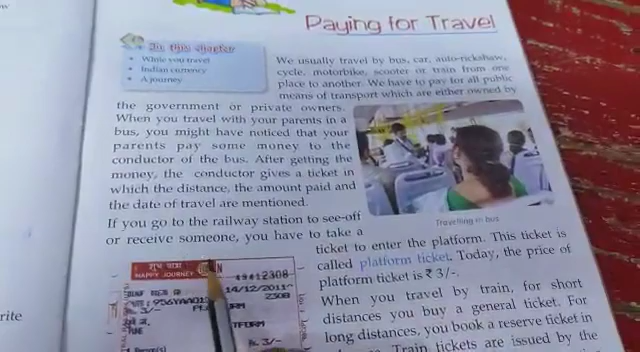 Paying for Travel
In this chapter
• While you travel
• Indian currency
• A journey
We usually travel by bus, car, auto-rickshaw,
cycle, motorbike, scooter or train from one
place to another. We have to pay for all public
means of transport which are either owned by
the government or private owners.
When you travel with your parents in a
bus, you might have noticed that your
parents pay some money to the
conductor of the bus. After getting the
money, the conductor gives a ticket in
which the distance, the amount paid and
the date of travel are mentioned.
Travelling in bus
If you go to the railway station to see-off
or receive someone, you have to take a
ticket to enter the platform. This ticket is
called platform ticket. Today, the price of
platform ticket is ₹ 3/-.
When you travel by train, for short
distances you buy a general ticket. For
long distances, you book a reserve ticket in
Train tickets are issued by the
शुभ यात्रा
HAPPY JOURNEY
49412308
14/12/2011
2308
TFORM
rite